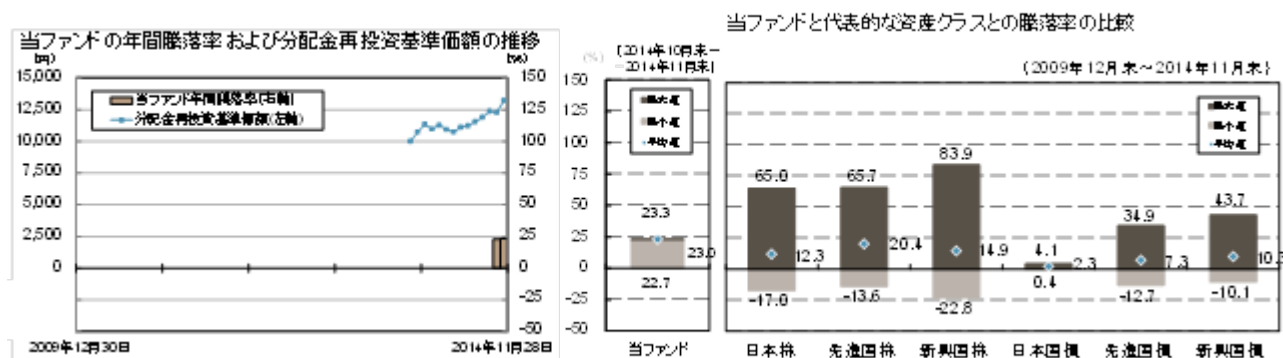 当ファンドの年間騰落率および分配金再投資基準価額の推移
(円)
(%)
15,000
12,500
10,000
7,500
5,000
2,500
0
150
125
100
75
50
25
0
-25
-50
当ファンド年間騰落率(右軸)
分配金再投資基準価額(左軸)
2009年12月30日
2014年11月28日
当ファンドと代表的な資産クラスとの騰落率の比較
(%)
(2014年10月末~
2014年11月末)
(2009年12月末~2014年11月末)
150
125
100
75
50
25
0
-25
-50
最大値
最小値
平均値
23.3
23.0
22.7
当ファンド
最大値
最小値
平均値
65.0
12.3
-17.0
日本株
65.7
20.4
-13.6
先進国株
83.9
14.9
-22.8
新興国株
4.1
2.3
0.4
日本国債
34.9
7.3
-12.7
先進国債
43.7
10.3
-10.1
新興国債